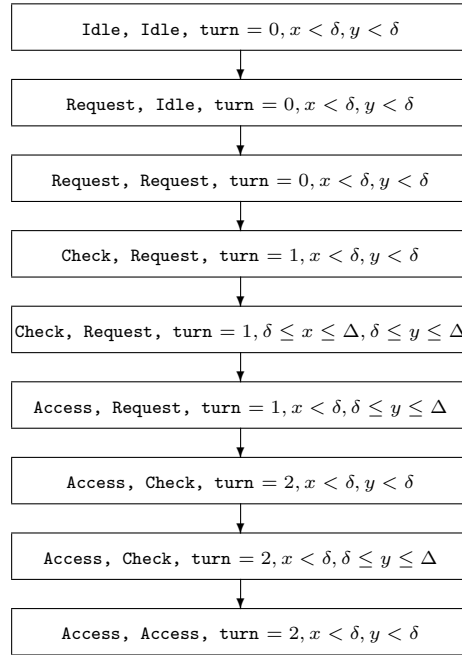 Idle, Idle, turn = 0, x < δ, y < δ
Request, Idle, turn = 0, x < δ, y < δ
Request, Request, turn = 0, x < δ, y < δ
Check, Request, turn = 1, x < δ, y < δ
Check, Request, turn = 1, δ ≤ x ≤ Δ, δ ≤ y ≤ Δ
Access, Request, turn = 1, x < δ, δ ≤ y ≤ Δ
Access, Check, turn = 2, x < δ, y < δ
Access, Check, turn = 2, x < δ, δ ≤ y ≤ Δ
Access, Access, turn = 2, x < δ, y < δ